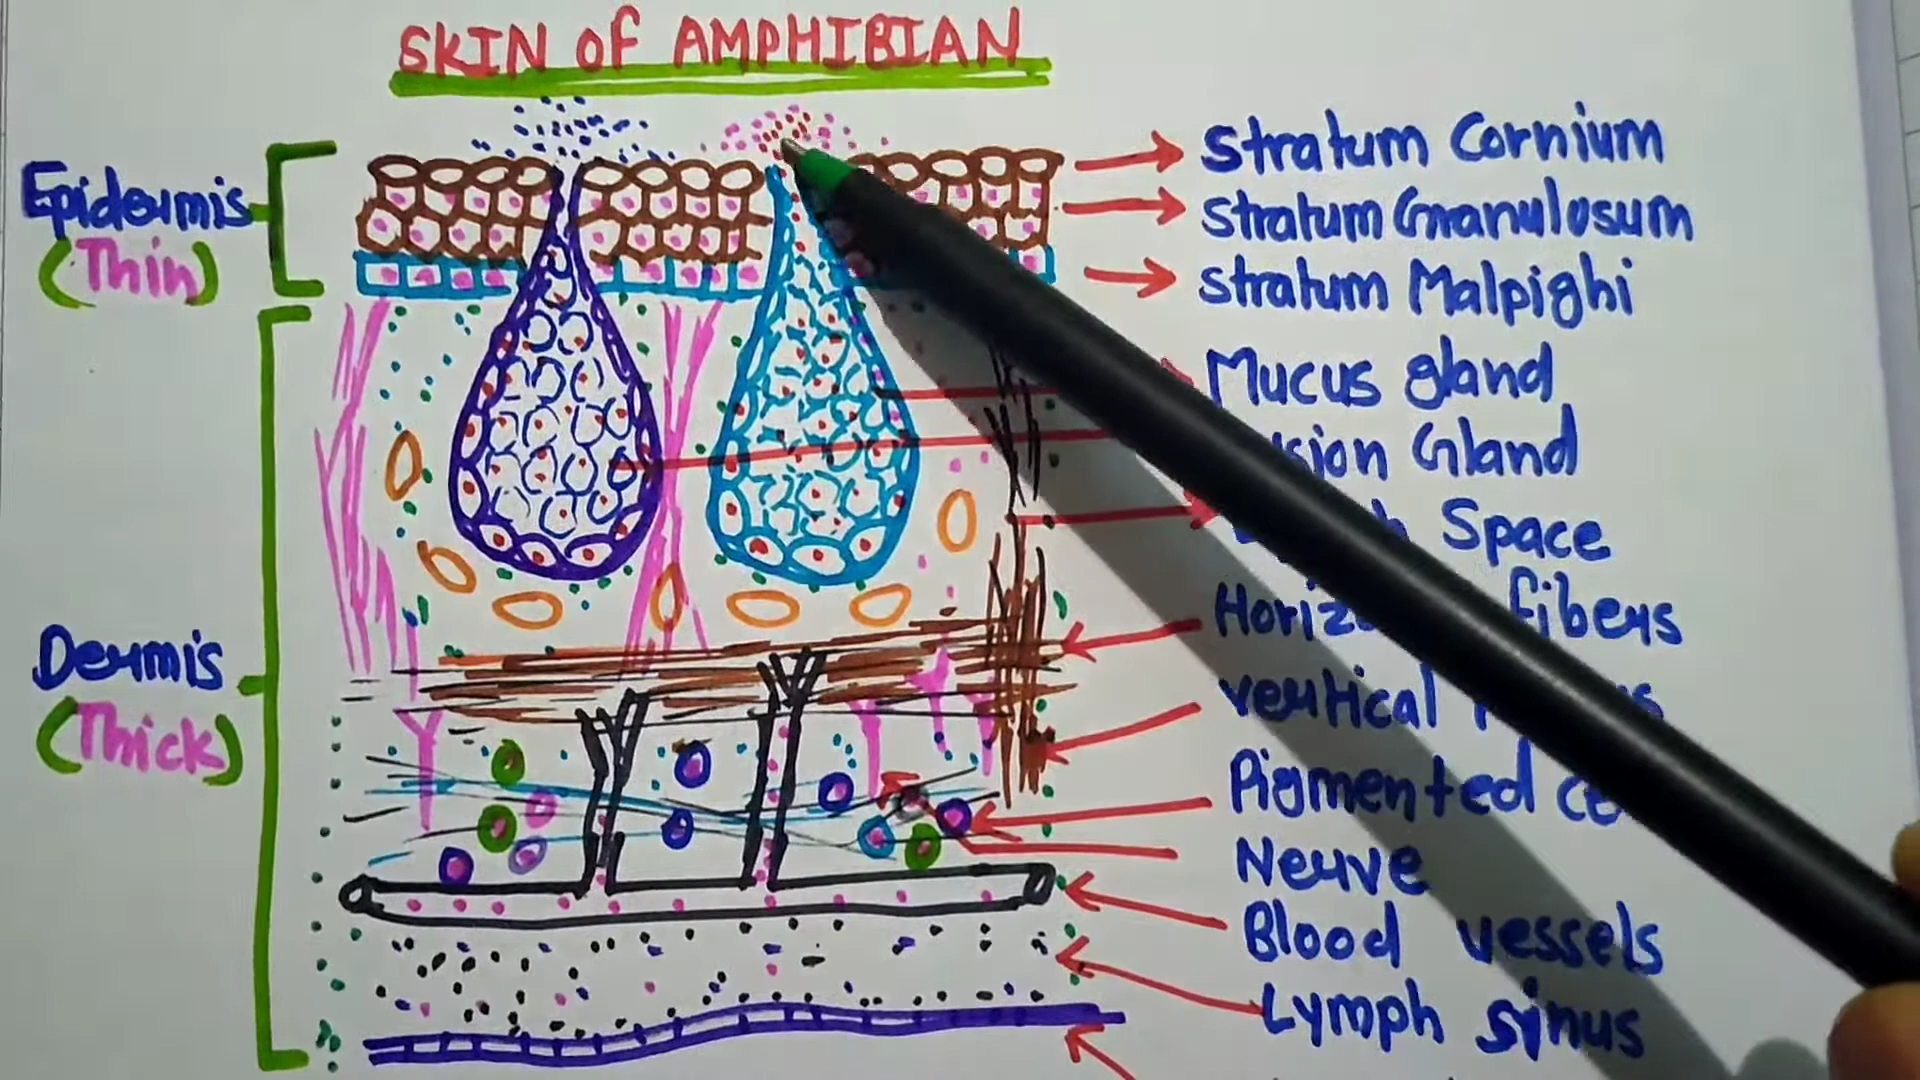 SKIN OF AMPHIBIAN
Epidermis
(Thin)
Dermis
(Thick)
Stratum Cornium
Stratum Granulosum
Stratum Malpighi
Mucus gland
Gland
Space
fibers
vertical
Pigmented
Nerve
Blood vessels
Lymph sinus